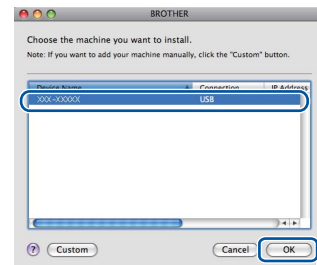 BROTHER
Choose the machine you want to install.
Note: If you want to add your machine manually, click the "Custom" button.
Device Name Connection IP Address
XXX-XXXXX USB
? Custom Cancel OK